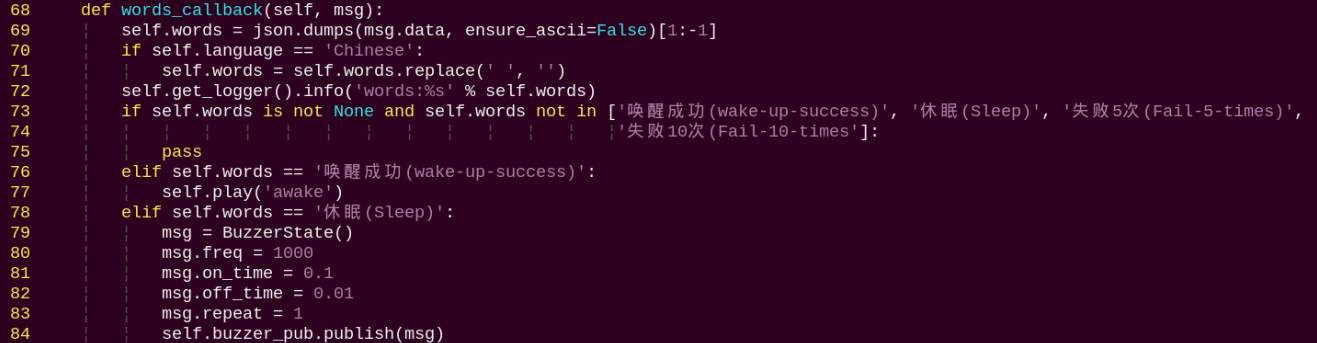 68 def words_callback(self, msg):
69 self.words = json.dumps(msg.data, ensure_ascii=False)[1:-1]
70 if self.language == 'Chinese':
71 self.words = self.words.replace(' ', '')
72 self.get_logger().info('words:%s' % self.words)
73 if self.words is not None and self.words not in ['唤醒成功(wake-up-success)', '休眠(Sleep)', '失败5次(Fail-5-times)',
74 '失败10次(Fail-10-times']:
75 pass
76 elif self.words == '唤醒成功(wake-up-success)':
77 self.play('awake')
78 elif self.words == '休眠(Sleep)':
79 msg = BuzzerState()
80 msg.freq = 1000
81 msg.on_time = 0.1
82 msg.off_time = 0.01
83 msg.repeat = 1
84 self.buzzer_pub.publish(msg)